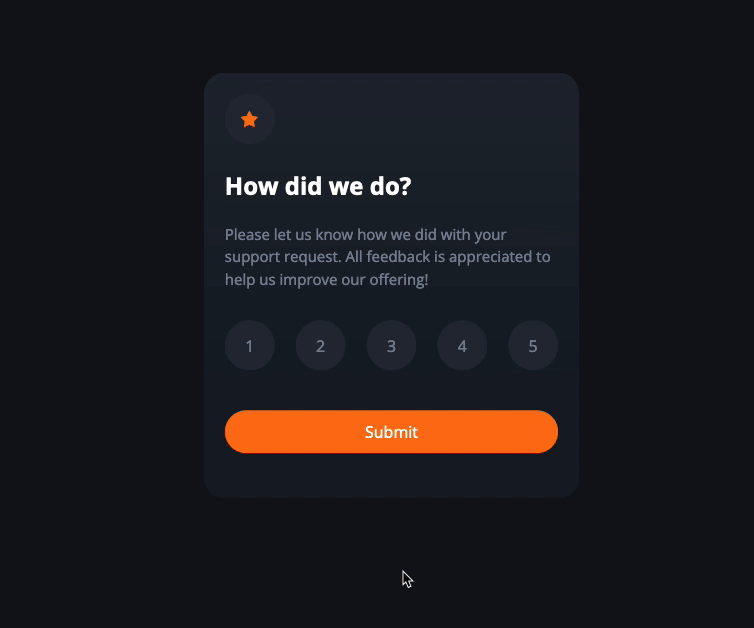 How did we do?
Please let us know how we did with your
support request. All feedback is appreciated to
help us improve our offering!
1 2 3 4 5
Submit